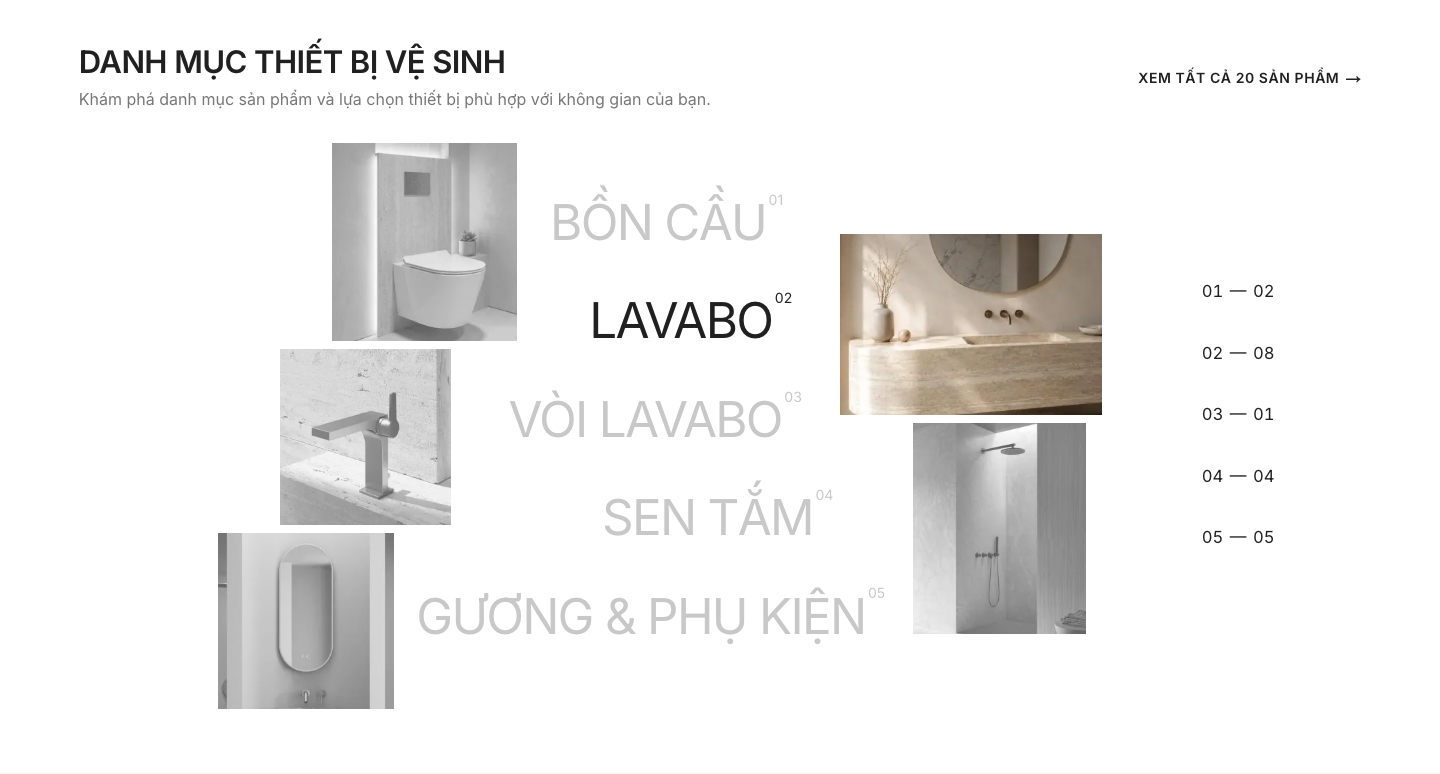 DANH MỤC THIẾT BỊ VỆ SINH
Khám phá danh mục sản phẩm và lựa chọn thiết bị phù hợp với không gian của bạn.
XEM TẤT CẢ 20 SẢN PHẨM →
BỒN CẦU 01
LAVABO 02
VÒI LAVABO 03
SEN TẮM 04
GƯƠNG & PHỤ KIỆN 05
01 — 02
02 — 08
03 — 01
04 — 04
05 — 05